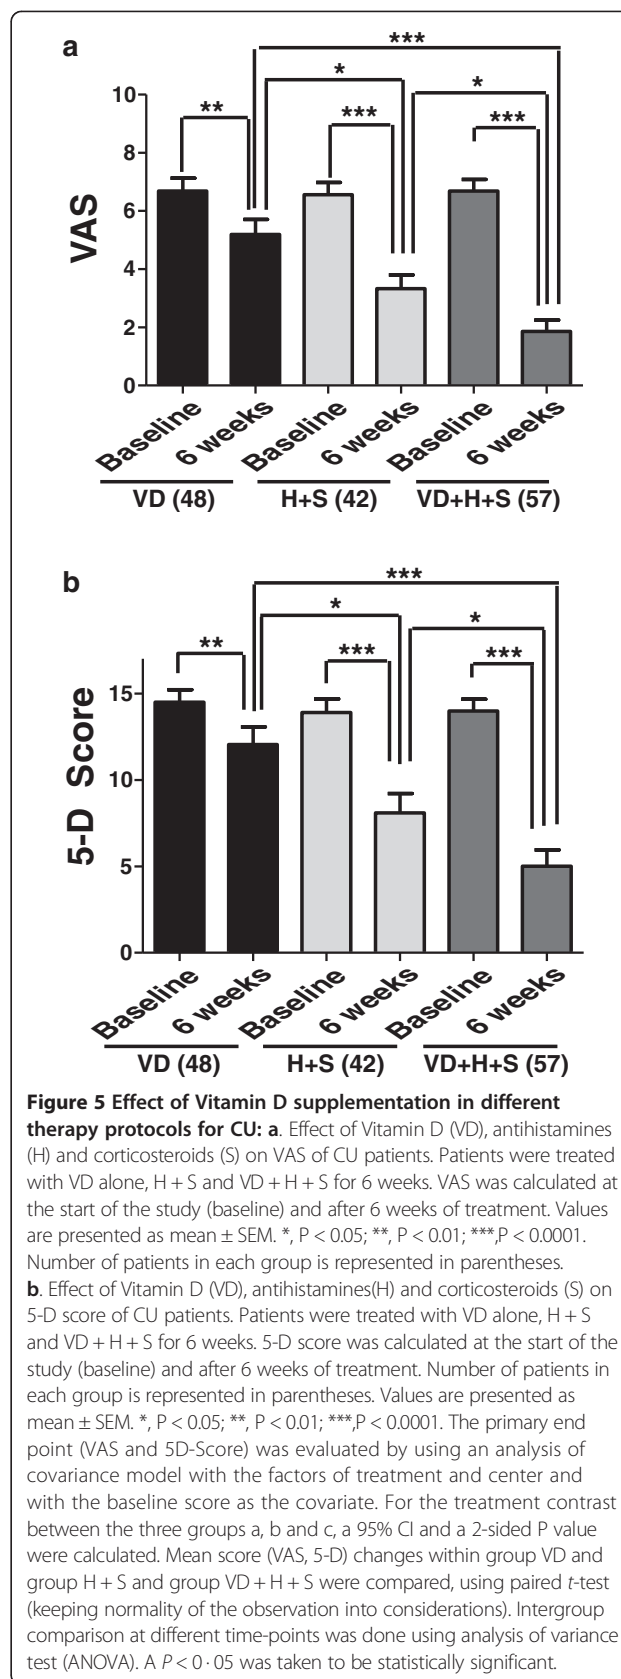 a
***
*
*
**
***
***
VAS
10
8
6
4
2
0
Baseline
6 weeks
Baseline
6 weeks
Baseline
6 weeks
VD (48)
H+S (42)
VD+H+S (57)
b
***
*
*
**
***
***
5-D Score
15
10
5
0
Baseline
6 weeks
Baseline
6 weeks
Baseline
6 weeks
VD (48)
H+S (42)
VD+H+S (57)
Figure 5 Effect of Vitamin D supplementation in different
therapy protocols for CU: a. Effect of Vitamin D (VD), antihistamines
(H) and corticosteroids (S) on VAS of CU patients. Patients were treated
with VD alone, H + S and VD + H + S for 6 weeks. VAS was calculated at
the start of the study (baseline) and after 6 weeks of treatment. Values
are presented as mean ± SEM. *, P < 0.05; **, P < 0.01; ***,P < 0.0001.
Number of patients in each group is represented in parentheses.
b. Effect of Vitamin D (VD), antihistamines(H) and corticosteroids (S) on
5-D score of CU patients. Patients were treated with VD alone, H + S
and VD + H + S for 6 weeks. 5-D score was calculated at the start of the
study (baseline) and after 6 weeks of treatment. Number of patients in
each group is represented in parentheses. Values are presented as
mean ± SEM. *, P < 0.05; **, P < 0.01; ***,P < 0.0001. The primary end
point (VAS and 5D-Score) was evaluated by using an analysis of
covariance model with the factors of treatment and center and
with the baseline score as the covariate. For the treatment contrast
between the three groups a, b and c, a 95% CI and a 2-sided P value
were calculated. Mean score (VAS, 5-D) changes within group VD and
group H + S and group VD + H + S were compared, using paired t-test
(keeping normality of the observation into considerations). Intergroup
comparison at different time-points was done using analysis of variance
test (ANOVA). A P < 0 · 05 was taken to be statistically significant.